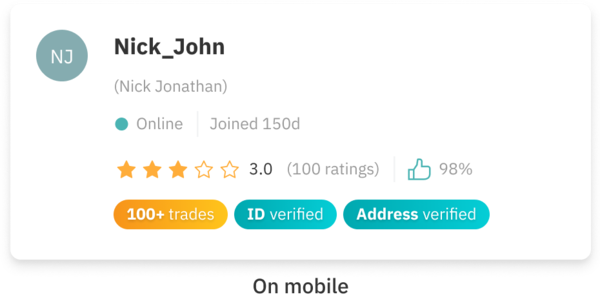 NJ
Nick_John
(Nick Jonathan)
Online Joined 150d
3.0 (100 ratings) 98%
100+ trades ID verified Address verified
On mobile